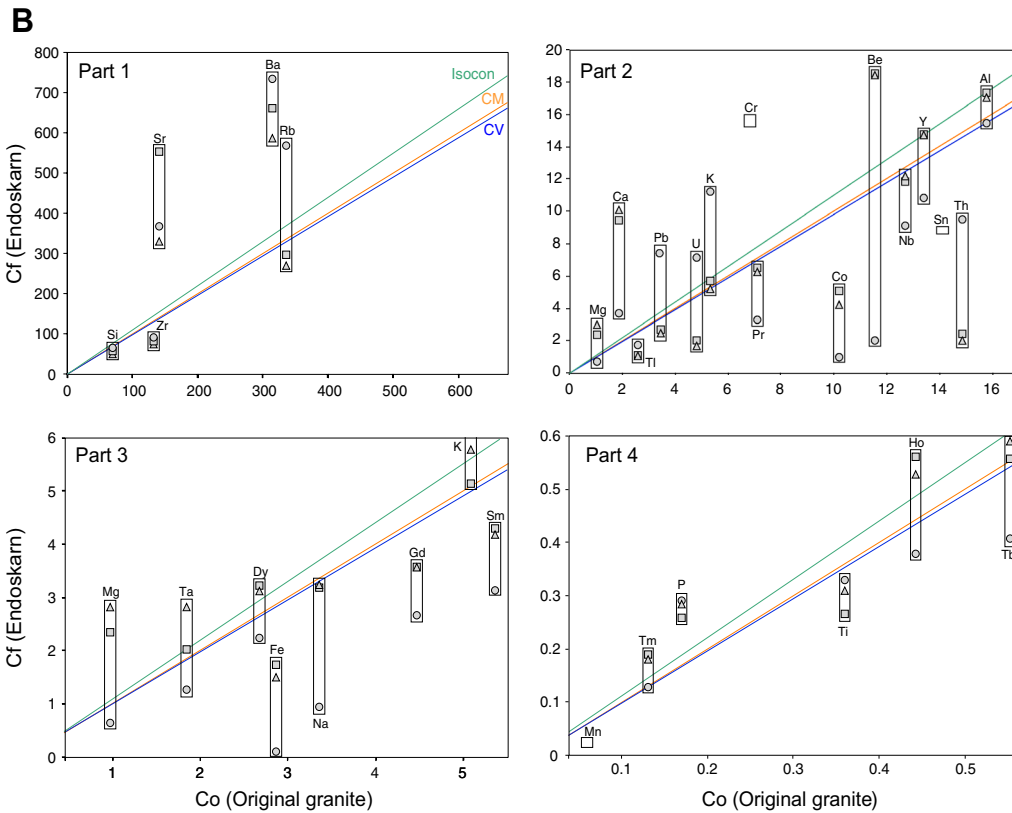 B
Part 1
800
700
600
500
400
300
200
100
0
0 100 200 300 400 500 600
Cf (Endoskarn)
Isocon
CM
CV
Ba
Rb
Sr
Si
Zr
Part 2
20
18
16
14
12
10
8
6
4
2
0
0 2 4 6 8 10 12 14 16
Be
Al
Cr
Y
K
Ca
Th
Sn
Pb
U
Nb
Co
Mg
Pr
Tl
Part 3
6
5
4
3
2
1
0
1 2 3 4 5
Cf (Endoskarn)
Co (Original granite)
K
Sm
Gd
Dy
Mg
Ta
Fe
Na
Part 4
0.6
0.5
0.4
0.3
0.2
0.1
0
0.1 0.2 0.3 0.4 0.5
Co (Original granite)
Ho
Tb
P
Ti
Tm
Mn